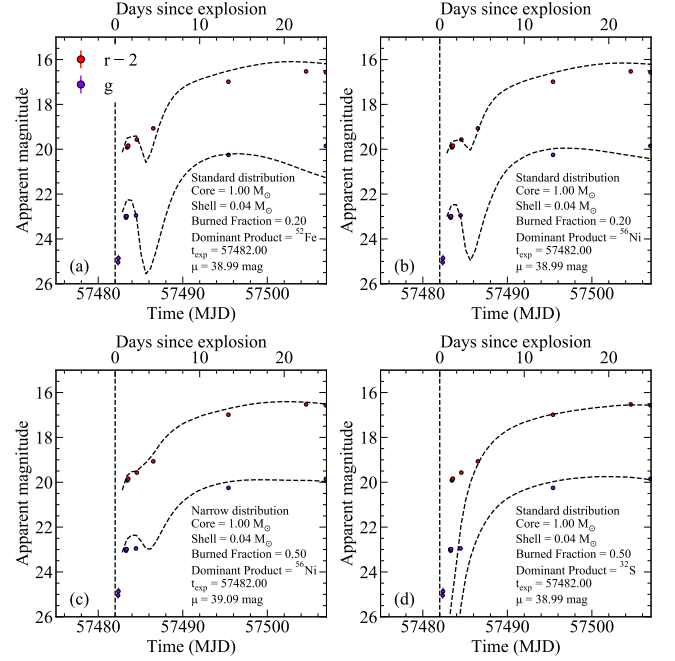 Days since explosion
0 10 20
Apparent magnitude
16
18
20
22
24
26
r−2
g
Standard distribution
Core = 1.00 M⊙
Shell = 0.04 M⊙
Burned Fraction = 0.20
Dominant Product = ⁵²Fe
t_exp = 57482.00
μ = 38.99 mag
(a)
57480 57490 57500
Time (MJD)
Days since explosion
0 10 20
Apparent magnitude
16
18
20
22
24
26
Standard distribution
Core = 1.00 M⊙
Shell = 0.04 M⊙
Burned Fraction = 0.20
Dominant Product = ⁵⁶Ni
t_exp = 57482.00
μ = 38.99 mag
(b)
57480 57490 57500
Time (MJD)
Days since explosion
0 10 20
Apparent magnitude
16
18
20
22
24
26
Narrow distribution
Core = 1.00 M⊙
Shell = 0.04 M⊙
Burned Fraction = 0.50
Dominant Product = ⁵⁶Ni
t_exp = 57482.00
μ = 39.09 mag
(c)
57480 57490 57500
Time (MJD)
Days since explosion
0 10 20
Apparent magnitude
16
18
20
22
24
26
Standard distribution
Core = 1.00 M⊙
Shell = 0.04 M⊙
Burned Fraction = 0.50
Dominant Product = ³²S
t_exp = 57482.00
μ = 38.99 mag
(d)
57480 57490 57500
Time (MJD)